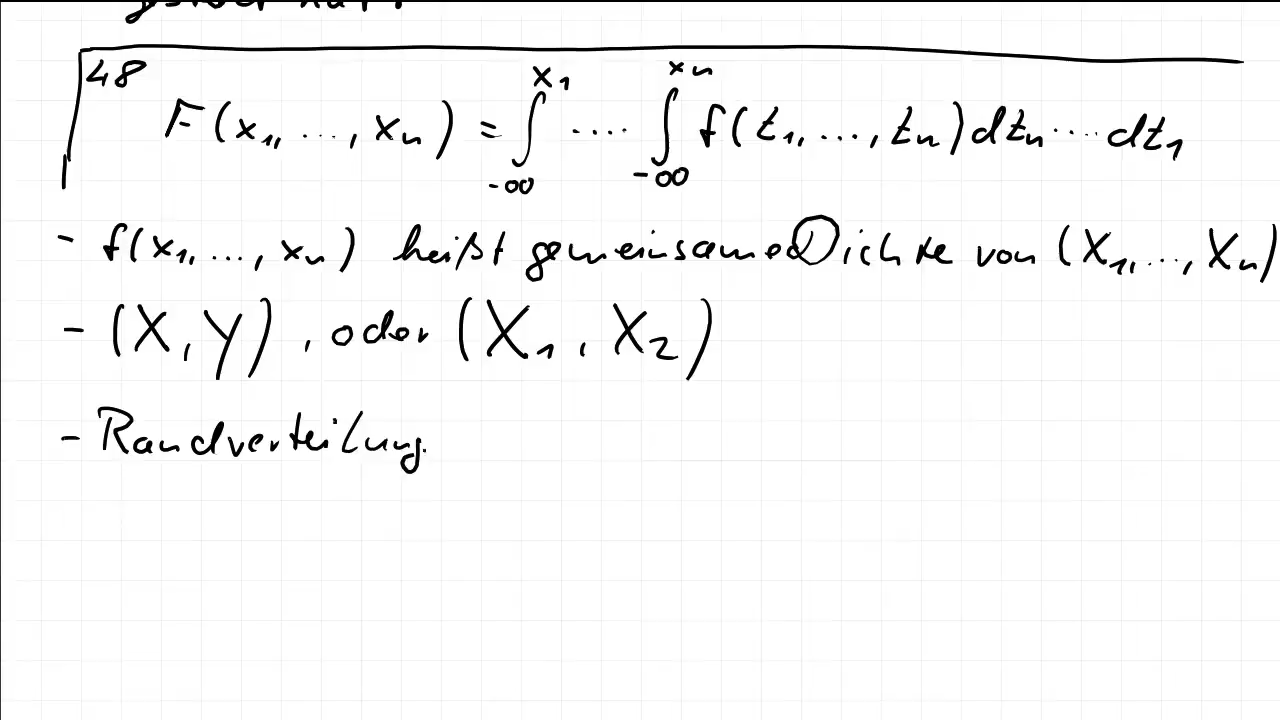 48
F(x₁, ..., xₙ) = ∫_{-∞}^{x₁} .... ∫_{-∞}^{xₙ} f(t₁, ..., tₙ) dtₙ .... dt₁
- f(x₁, ..., xₙ) heißt gemeinsame Dichte von (X₁, ..., Xₙ)
- (X, Y), oder (X₁, X₂)
- Randverteilung.